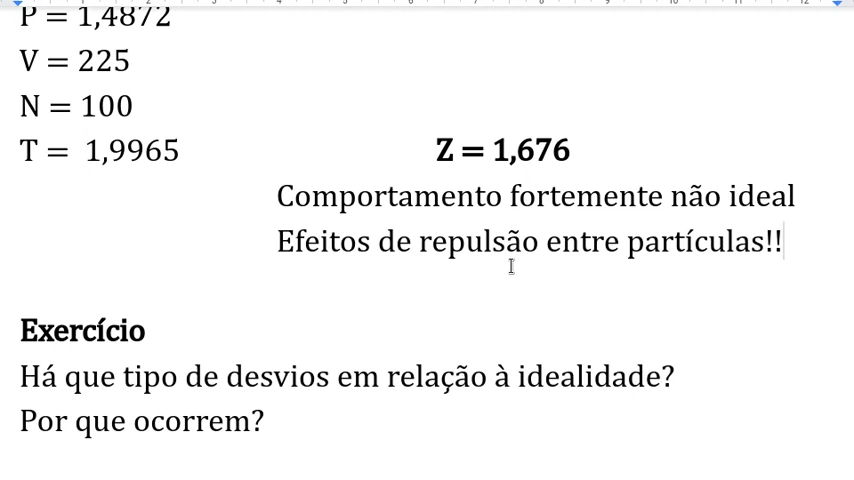 P = 1,4872
V = 225
N = 100
T = 1,9965
Z = 1,676
Comportamento fortemente não ideal
Efeitos de repulsão entre partículas!!
Exercício
Há que tipo de desvios em relação à idealidade?
Por que ocorrem?